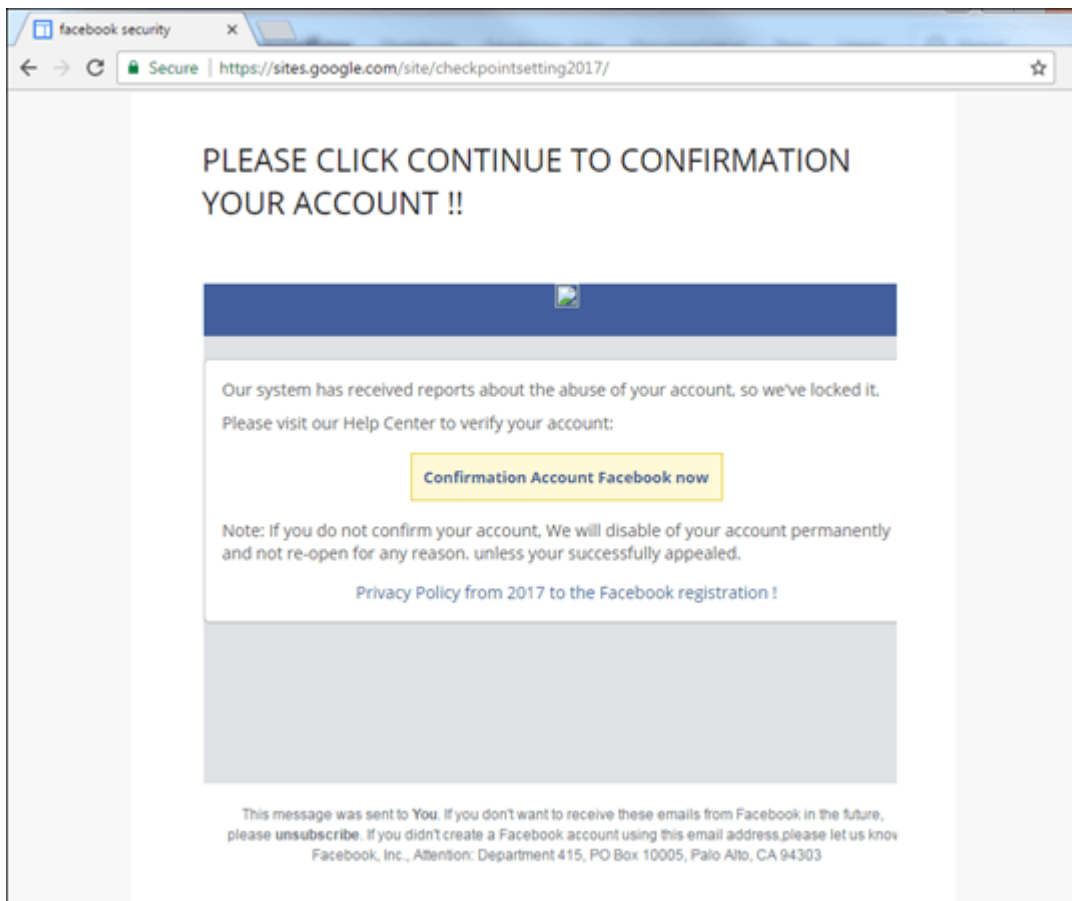 facebook security
Secure | https://sites.google.com/site/checkpointsetting2017/
PLEASE CLICK CONTINUE TO CONFIRMATION
YOUR ACCOUNT !!
Our system has received reports about the abuse of your account, so we've locked it.
Please visit our Help Center to verify your account:
Confirmation Account Facebook now
Note: If you do not confirm your account, We will disable of your account permanently
and not re-open for any reason. unless your successfully appealed.
Privacy Policy from 2017 to the Facebook registration !
This message was sent to You. If you don't want to receive these emails from Facebook in the future,
please unsubscribe. If you didn't create a Facebook account using this email address,please let us know
Facebook, Inc., Attention: Department 415, PO Box 10005, Palo Alto, CA 94303